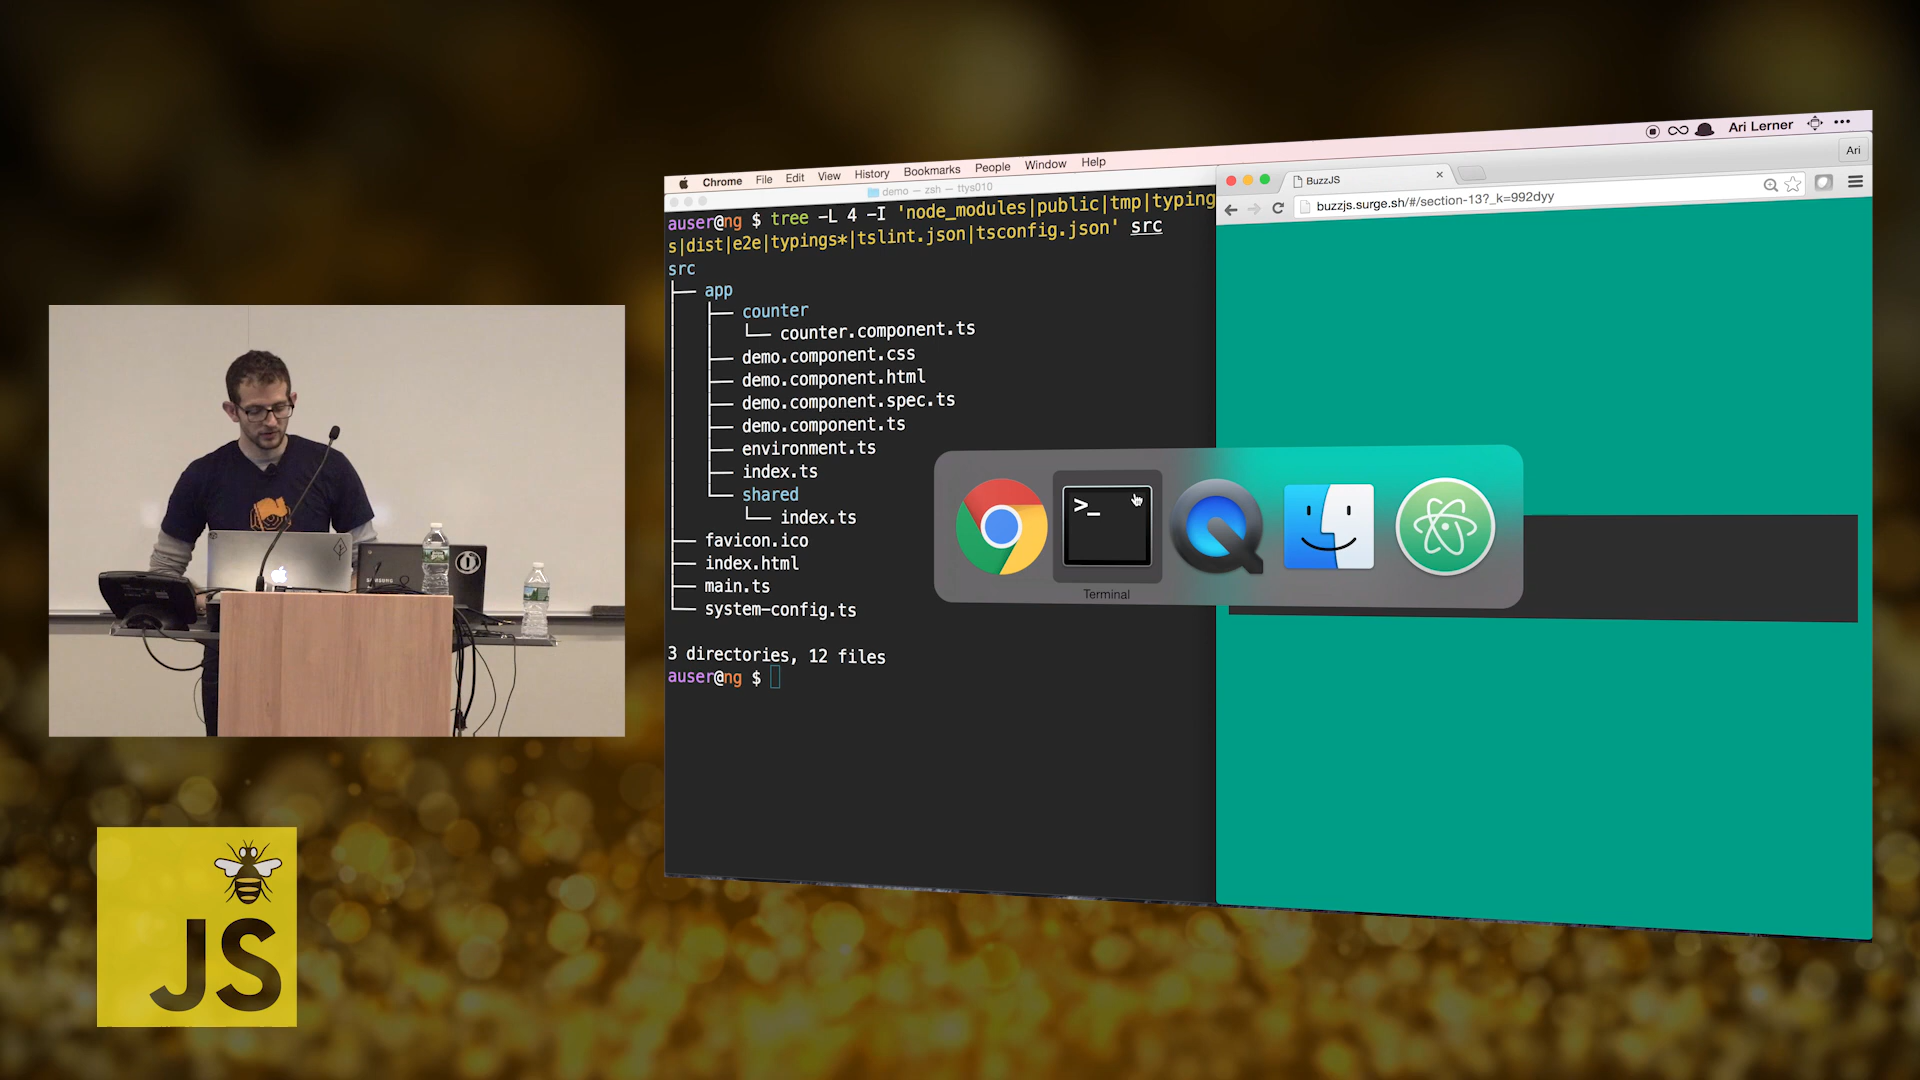 Chrome File Edit View History Bookmarks People Window Help
Ari Lerner
demo — zsh — ttys010
auser@ng $ tree -L 4 -I 'node_modules|public|tmp|typing
s|dist|e2e|typings*|tslint.json|tsconfig.json' src
src
├── app
│   ├── counter
│   │   └── counter.component.ts
│   ├── demo.component.css
│   ├── demo.component.html
│   ├── demo.component.spec.ts
│   ├── demo.component.ts
│   ├── environment.ts
│   ├── index.ts
│   └── shared
│       └── index.ts
├── favicon.ico
├── index.html
├── main.ts
└── system-config.ts
3 directories, 12 files
auser@ng $
BuzzJS
Ari
buzzjs.surge.sh/#/section-13?_k=992dyy
>_
Terminal
SAMSUNG
JS